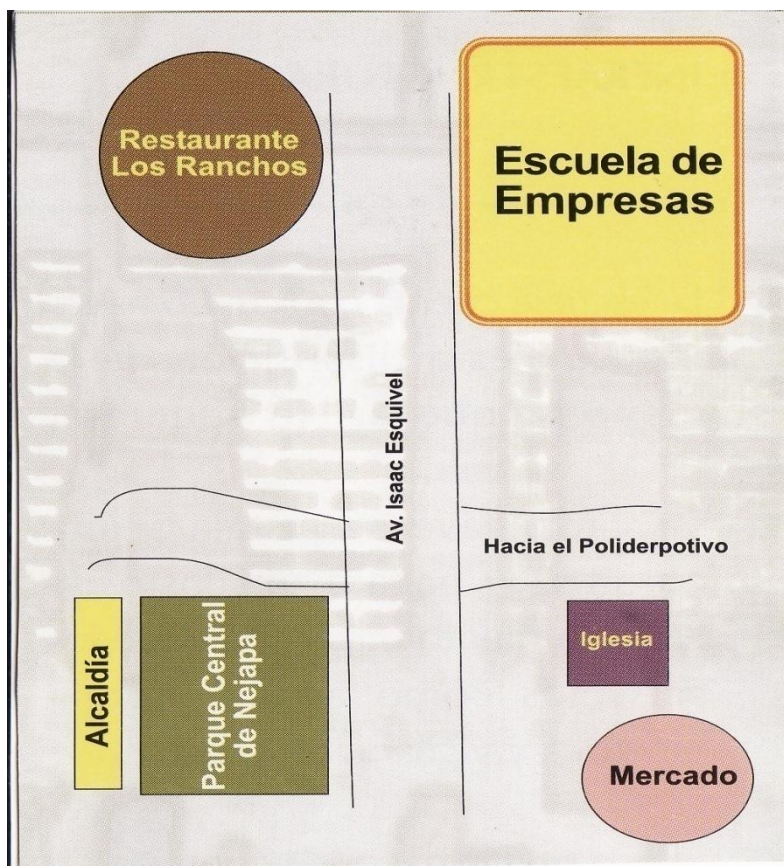 Restaurante
Los Ranchos
Escuela de
Empresas
Av. Isaac Esquivel
Hacia el Poliderpotivo
Alcaldía
Parque Central
de Nejapa
Iglesia
Mercado